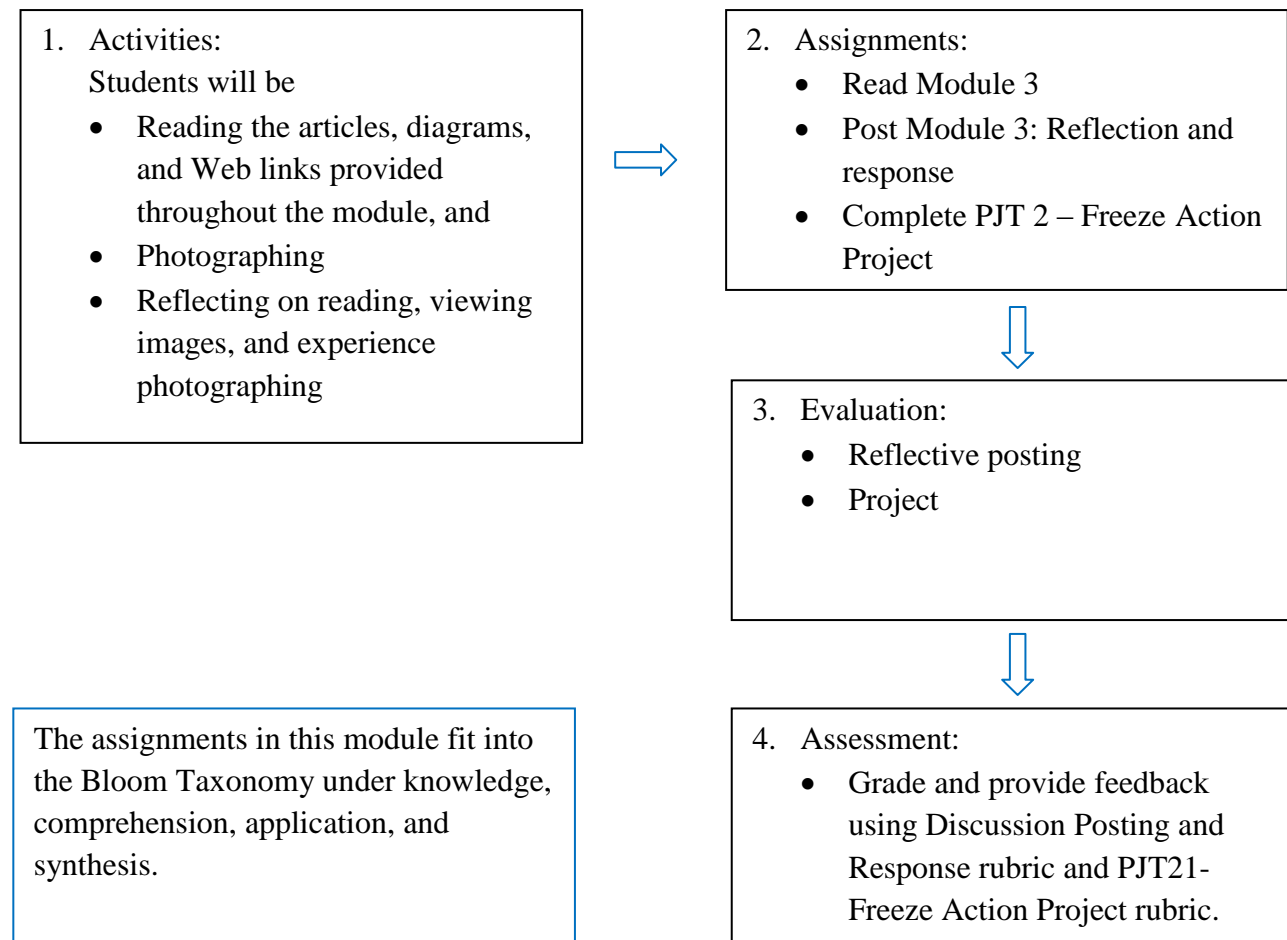 1. Activities:
Students will be
• Reading the articles, diagrams,
and Web links provided
throughout the module, and
• Photographing
• Reflecting on reading, viewing
images, and experience
photographing
2. Assignments:
• Read Module 3
• Post Module 3: Reflection and
response
• Complete PJT 2 – Freeze Action
Project
3. Evaluation:
• Reflective posting
• Project
The assignments in this module fit into
the Bloom Taxonomy under knowledge,
comprehension, application, and
synthesis.
4. Assessment:
• Grade and provide feedback
using Discussion Posting and
Response rubric and PJT21-
Freeze Action Project rubric.